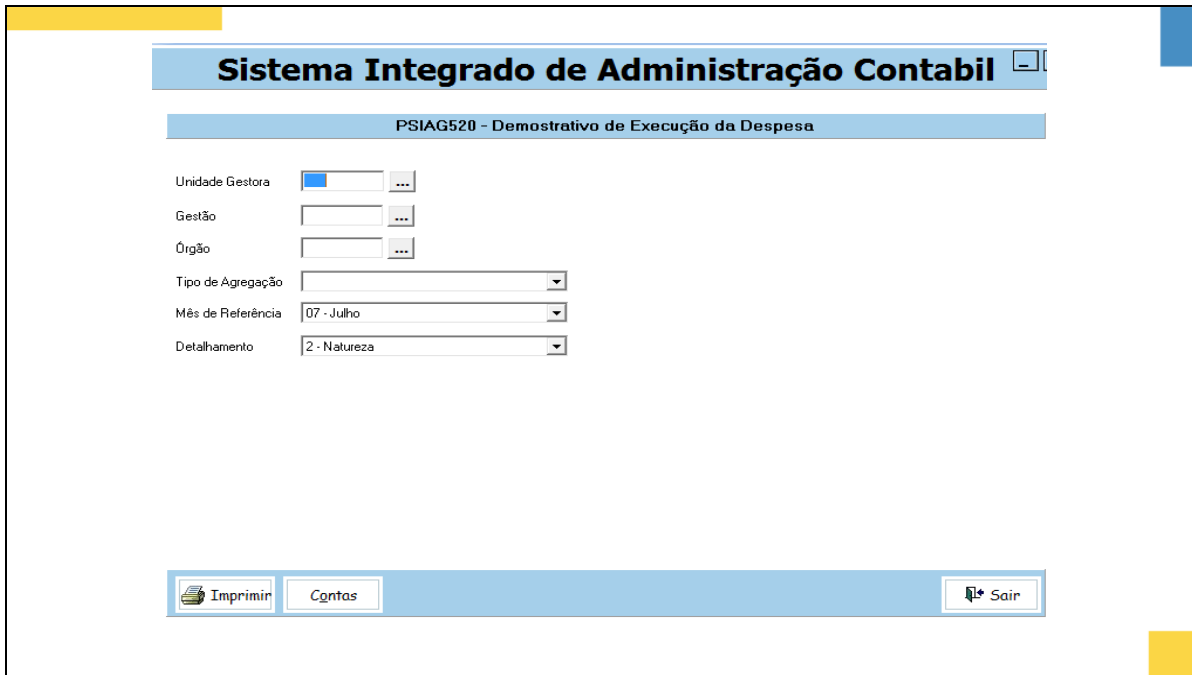 Sistema Integrado de Administração Contabil
PSIAG520 - Demostrativo de Execução da Despesa
Unidade Gestora ...
Gestão ...
Órgão ...
Tipo de Agregação
Mês de Referência 07 - Julho
Detalhamento 2 - Natureza
Imprimir Contas Sair